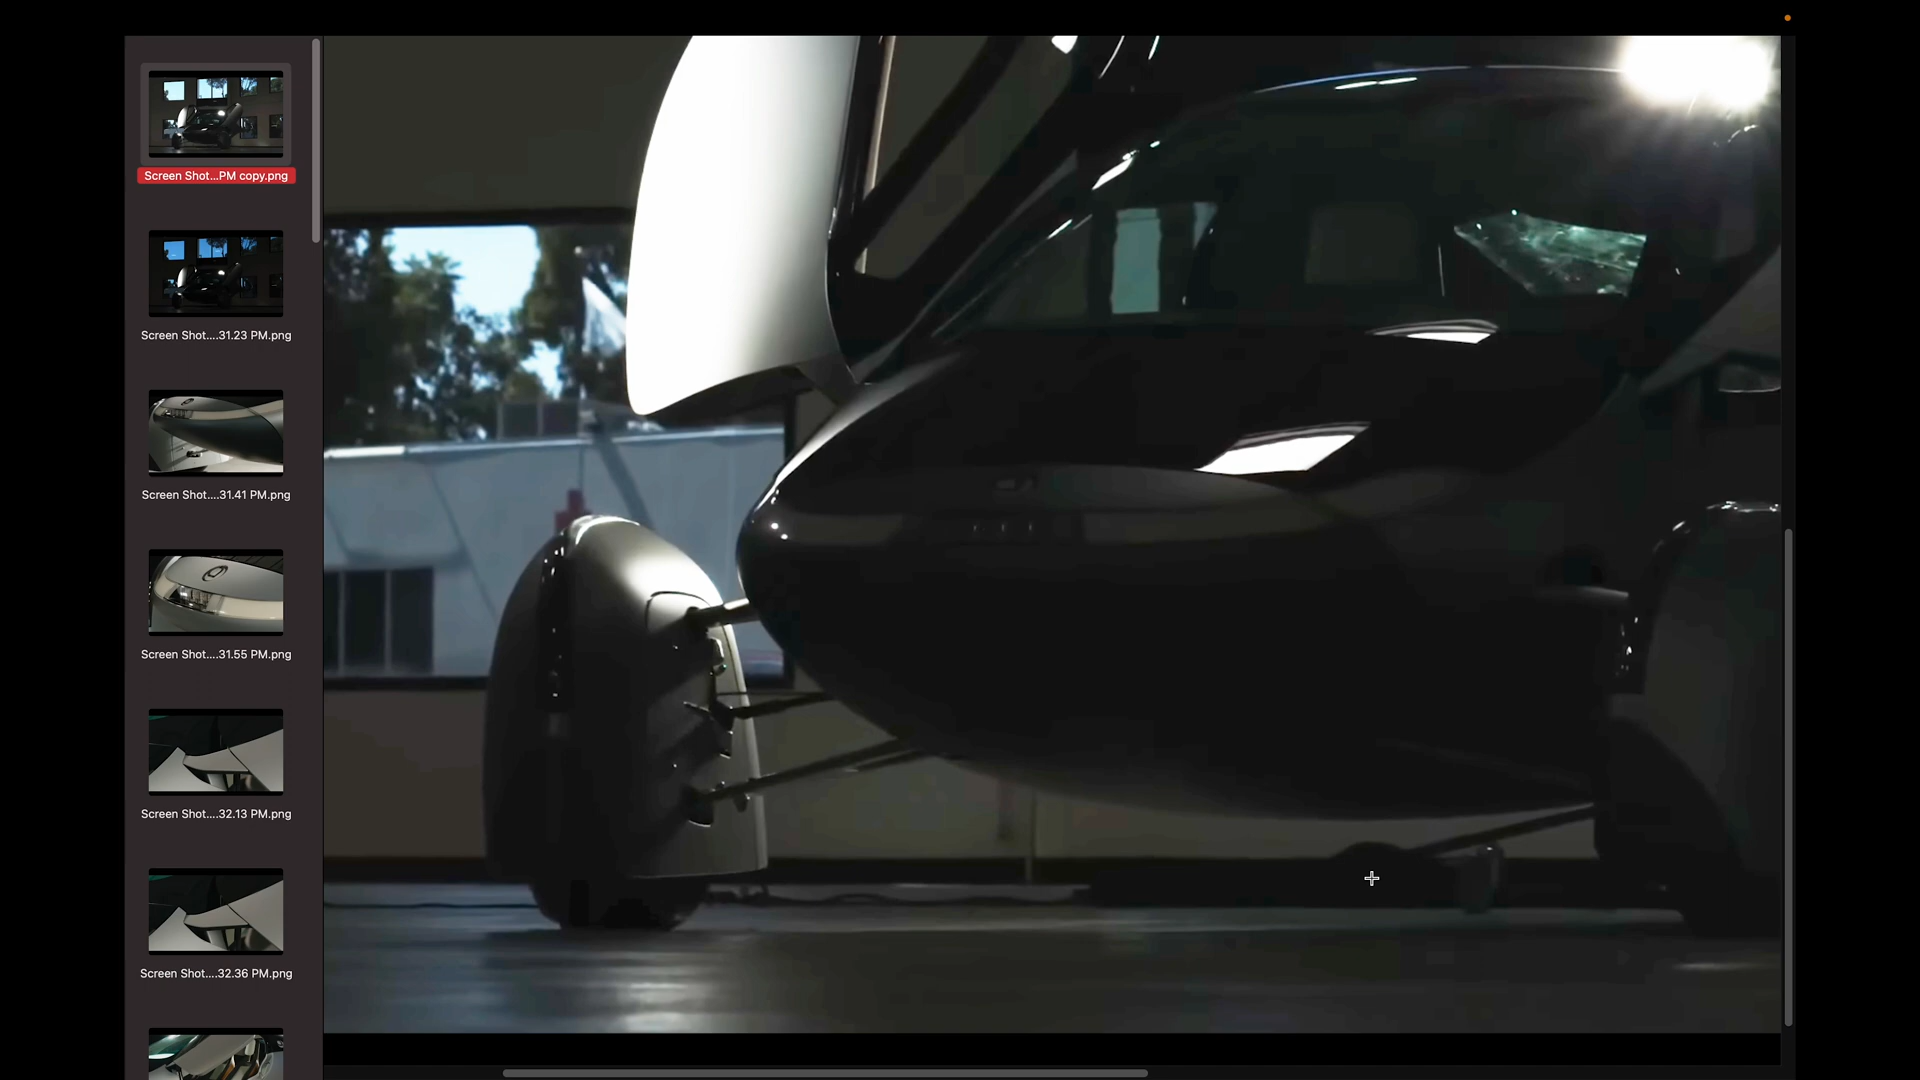 Screen Shot...PM copy.png
Screen Shot....31.23 PM.png
Screen Shot....31.41 PM.png
Screen Shot....31.55 PM.png
Screen Shot....32.13 PM.png
Screen Shot....32.36 PM.png